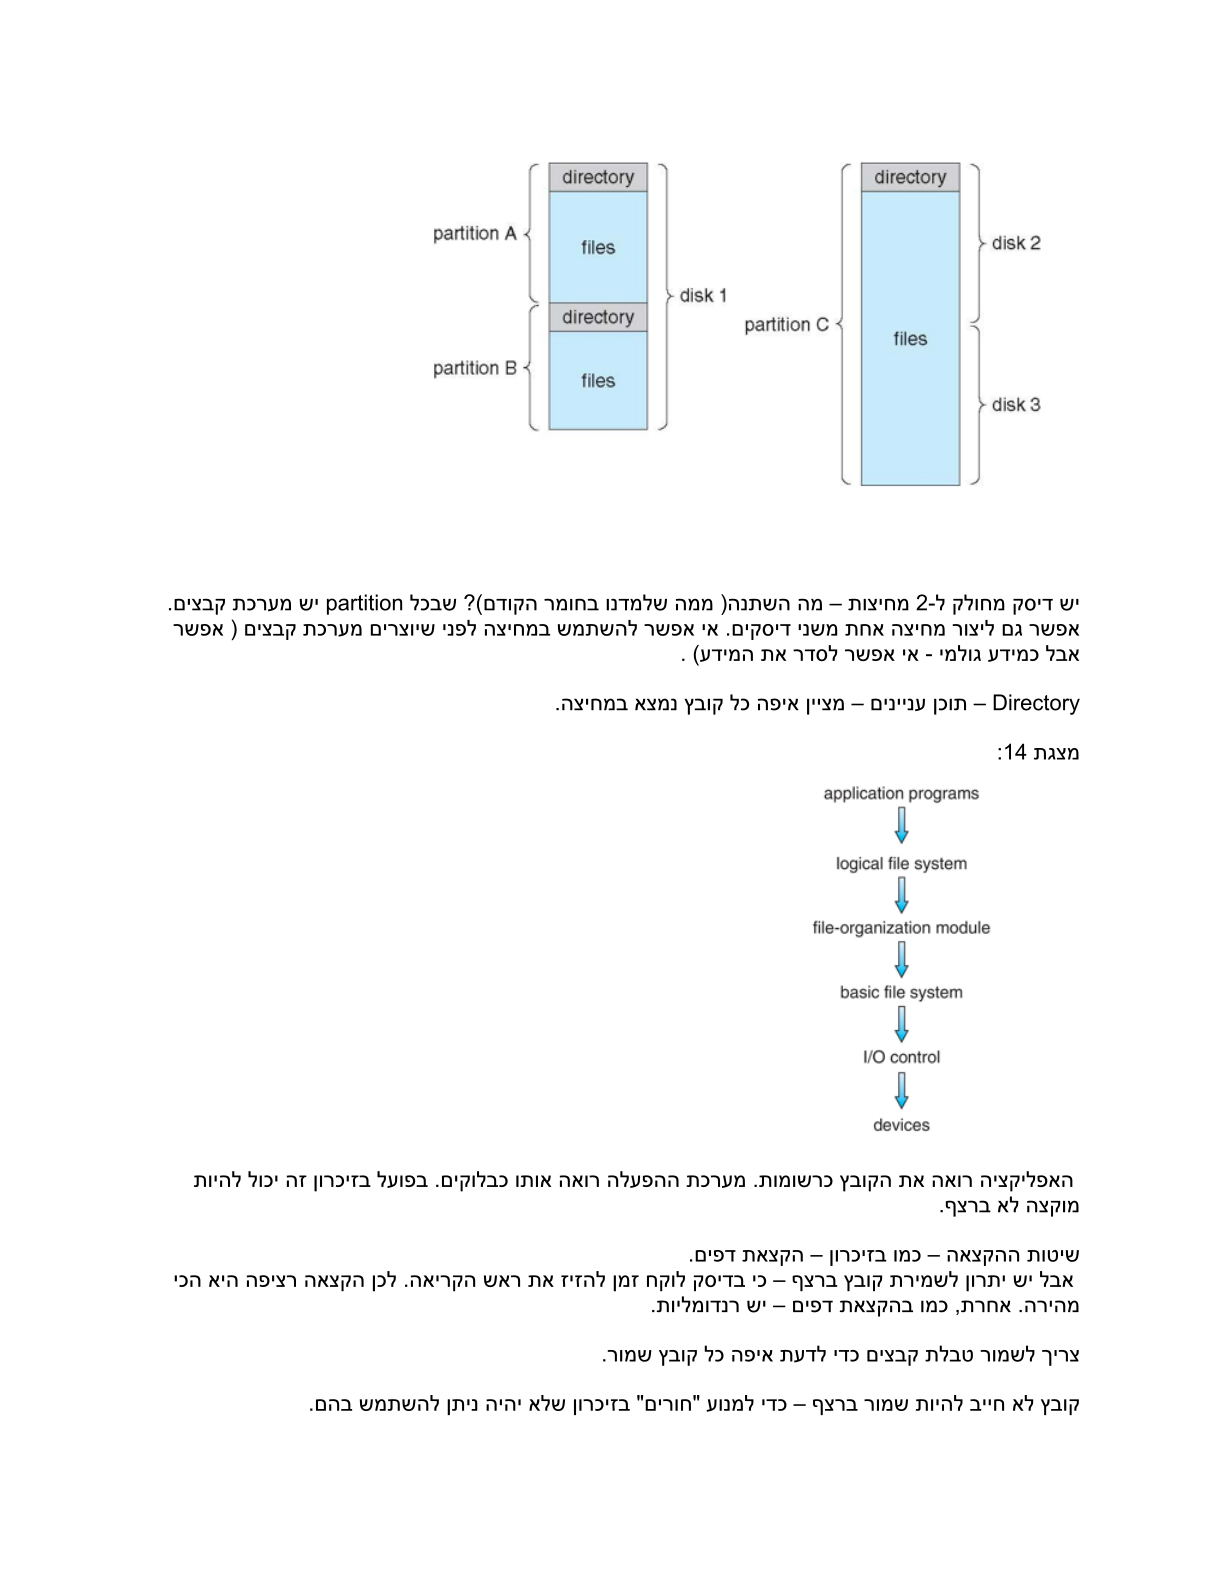 directory
partition A
files
disk 1
directory
partition B
files
directory
disk 2
partition C
files
disk 3
יש דיסק מחולק ל-2 מחיצות – מה השתנה( ממה שלמדנו בחומר הקודם)? שבכל partition יש מערכת קבצים.
אפשר גם ליצור מחיצה אחת משני דיסקים. אי אפשר להשתמש במחיצה לפני שיוצרים מערכת קבצים ( אפשר
אבל כמידע גולמי - אי אפשר לסדר את המידע) .
Directory – תוכן עניינים – מציין איפה כל קובץ נמצא במחיצה.
מצגת 14:
application programs
logical file system
file-organization module
basic file system
I/O control
devices
האפליקציה רואה את הקובץ כרשומות. מערכת ההפעלה רואה אותו כבלוקים. בפועל בזיכרון זה יכול להיות
מוקצה לא ברצף.
שיטות ההקצאה – כמו בזיכרון – הקצאת דפים.
אבל יש יתרון לשמירת קובץ ברצף – כי בדיסק לוקח זמן להזיז את ראש הקריאה. לכן הקצאה רציפה היא הכי
מהירה. אחרת, כמו בהקצאת דפים – יש רנדומליות.
צריך לשמור טבלת קבצים כדי לדעת איפה כל קובץ שמור.
קובץ לא חייב להיות שמור ברצף – כדי למנוע "חורים" בזיכרון שלא יהיה ניתן להשתמש בהם.